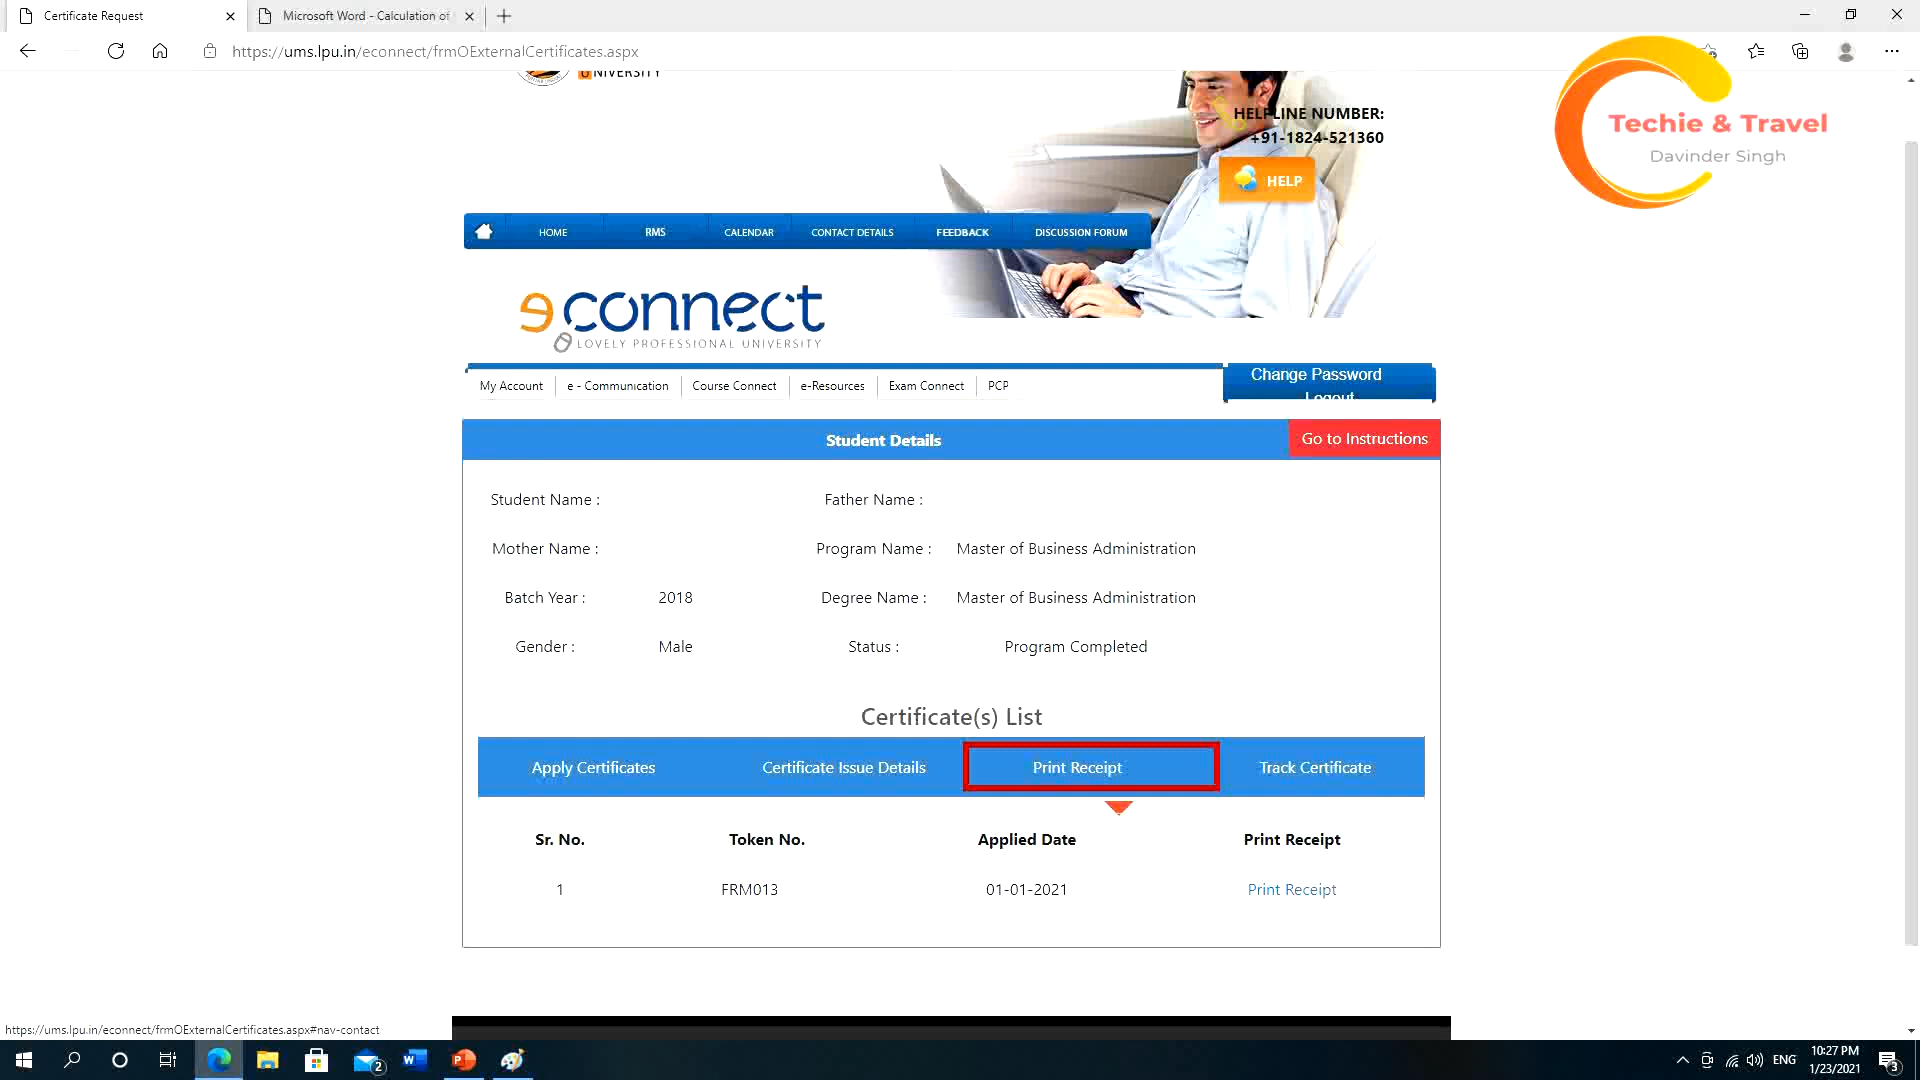 Certificate Request
Microsoft Word - Calculation of
https://ums.lpu.in/econnect/frmOExternalCertificates.aspx
UNIVERSITY
HELPLINE NUMBER:
+91-1824-521360
HELP
Techie & Travel
Davinder Singh
HOME RMS CALENDAR CONTACT DETAILS FEEDBACK DISCUSSION FORUM
econnect
LOVELY PROFESSIONAL UNIVERSITY
My Account e - Communication Course Connect e-Resources Exam Connect PCP
Change Password
Logout
Student Details
Go to Instructions
Student Name : Father Name :
Mother Name : Program Name : Master of Business Administration
Batch Year : 2018 Degree Name : Master of Business Administration
Gender : Male Status : Program Completed
Certificate(s) List
Apply Certificates Certificate Issue Details Print Receipt Track Certificate
Sr. No. Token No. Applied Date Print Receipt
1 FRM013 01-01-2021 Print Receipt
https://ums.lpu.in/econnect/frmOExternalCertificates.aspx#nav-contact
2
ENG
10:27 PM
1/23/2021
3